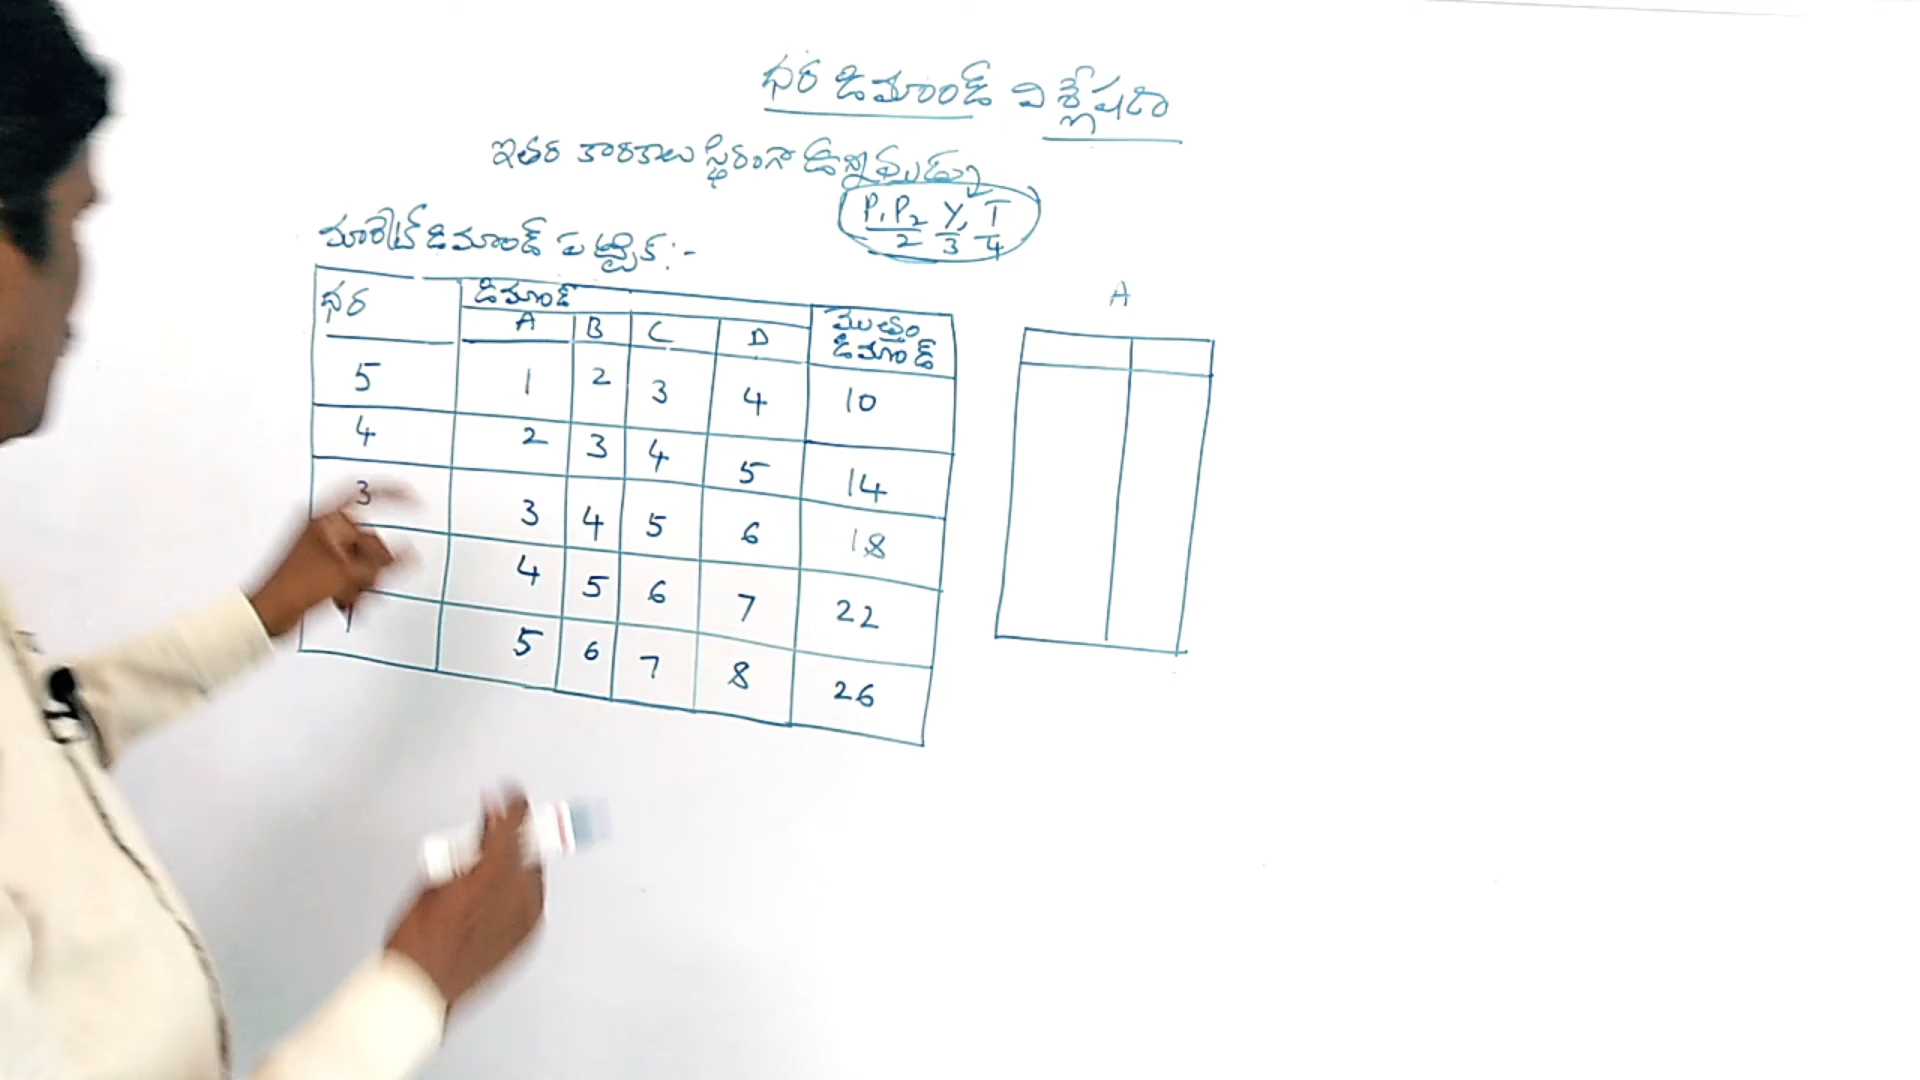 ధర డిమాండ్ విశ్లేషణ
ఇతర కారకాలు స్థిరంగా ఉన్నప్పుడు
P1 P2 Y, T
2 3 4
మార్కెట్ డిమాండ్ పట్టిక:-
A
ధర డిమాండ్ మొత్తం డిమాండ్
A B C D
5 1 2 3 4 10
4 2 3 4 5 14
3 3 4 5 6 18
4 5 6 7 22
1 5 6 7 8 26